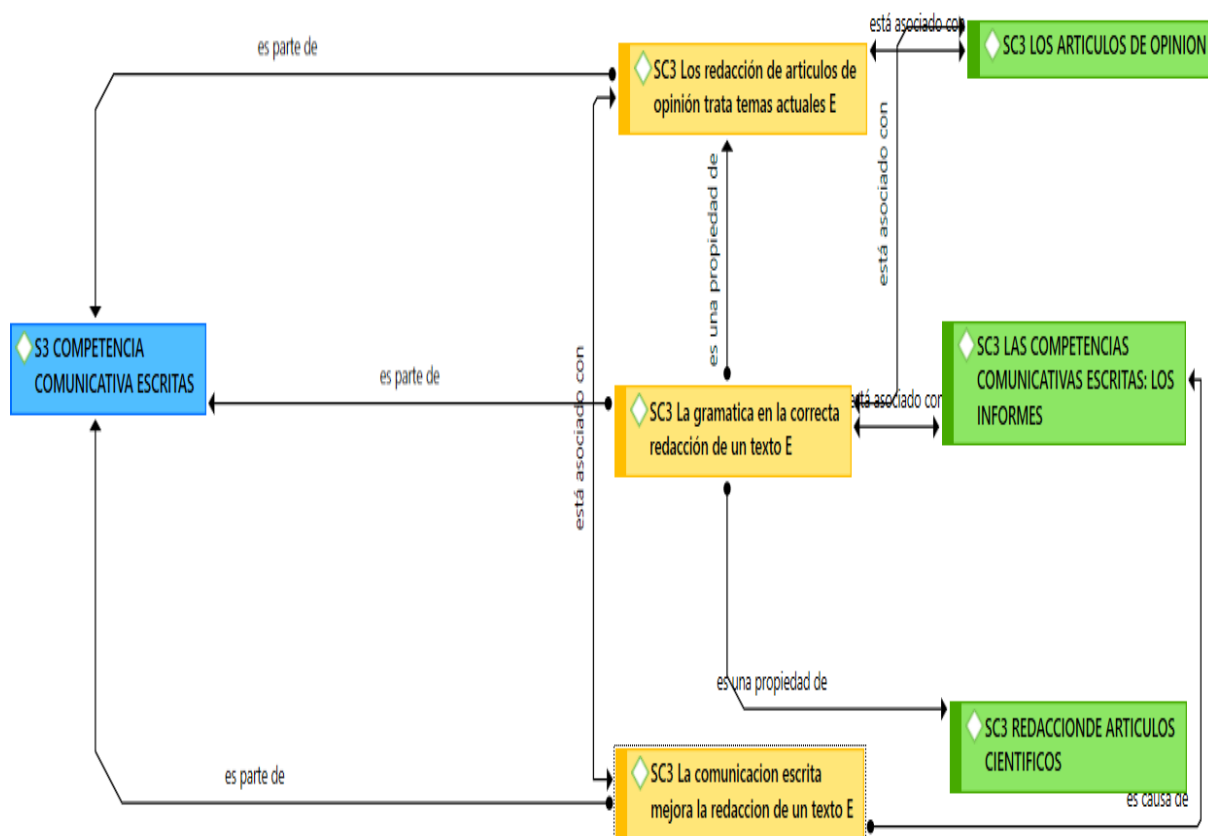 es parte de
SC3 Los redacción de articulos de
opinión trata temas actuales E
está asociado con
SC3 LOS ARTICULOS DE OPINION
es una propiedad de
está asociado con
S3 COMPETENCIA
COMUNICATIVA ESCRITAS
es parte de
está asociado con
SC3 La gramatica en la correcta
redacción de un texto E
está asociado con
SC3 LAS COMPETENCIAS
COMUNICATIVAS ESCRITAS: LOS
INFORMES
es una propiedad de
SC3 REDACCIONDE ARTICULOS
CIENTIFICOS
es parte de
SC3 La comunicacion escrita
mejora la redaccion de un texto E
es causa de